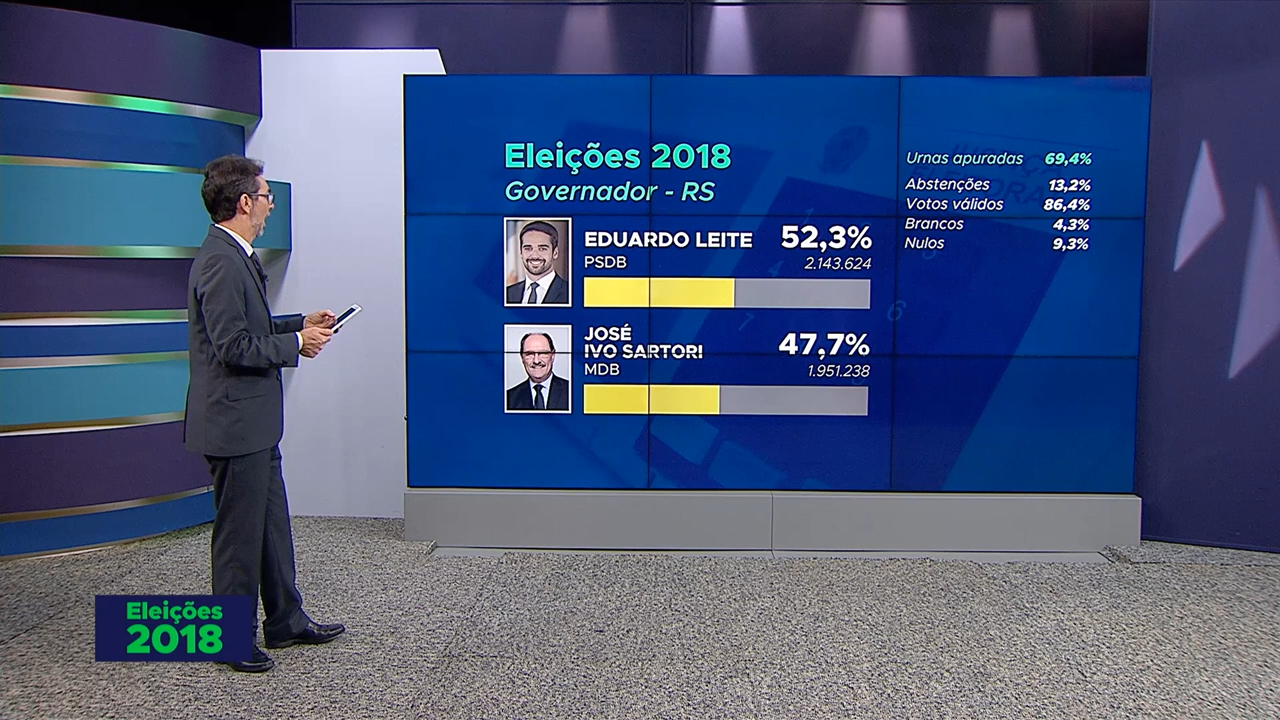 Eleições 2018
Governador - RS
EDUARDO LEITE 52,3%
PSDB 2.143.624
JOSÉ
IVO SARTORI 47,7%
MDB 1.951.238
Urnas apuradas 69,4%
Abstenções 13,2%
Votos válidos 86,4%
Brancos 4,3%
Nulos 9,3%
Eleições
2018